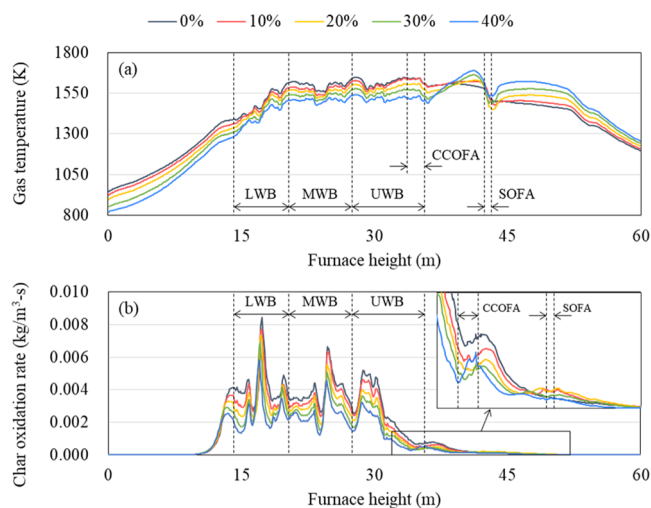 0% 10% 20% 30% 40%
1800
1550
1300
1050
800
Gas temperature (K)
(a)
CCOFA
LWB MWB UWB SOFA
0 15 30 45 60
Furnace height (m)
0.010
0.008
0.006
0.004
0.002
0.000
Char oxidation rate (kg/m³-s)
(b)
LWB MWB UWB
CCOFA SOFA
0 15 30 45 60
Furnace height (m)